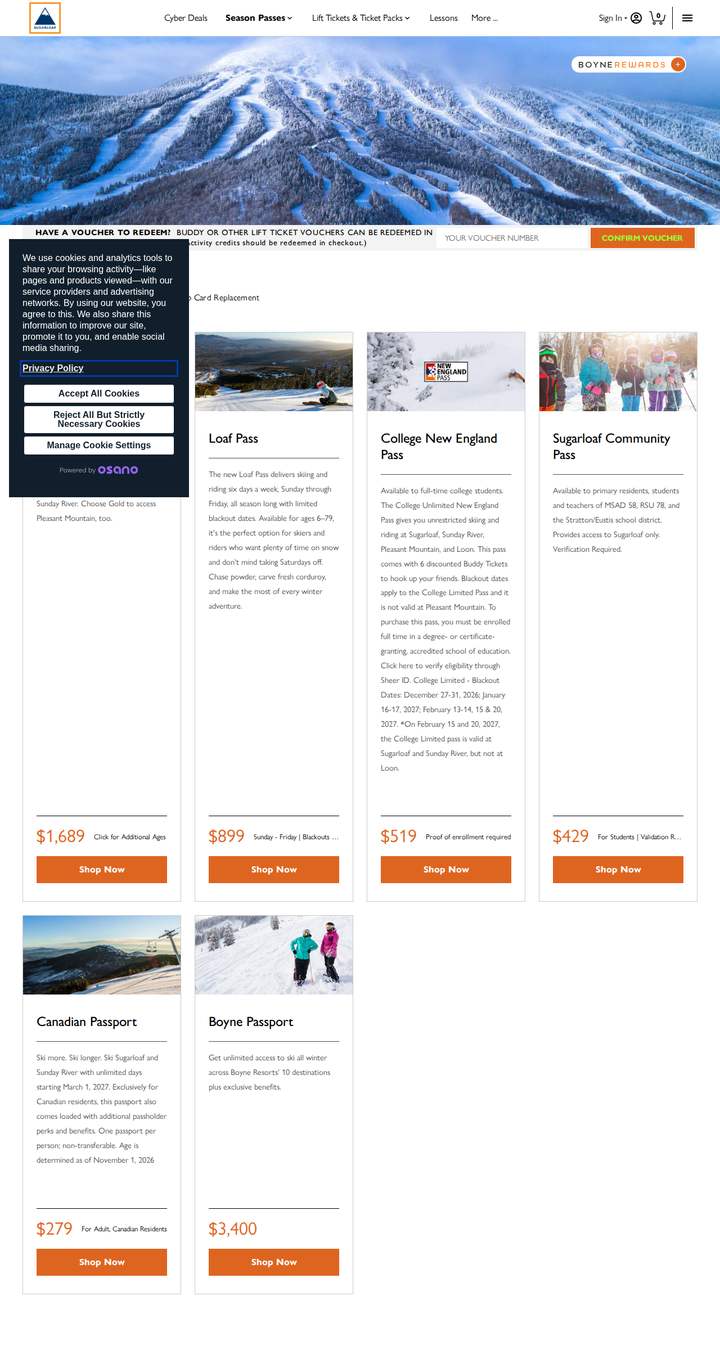 SUGARLOAF
Cyber Deals
Season Passes
Lift Tickets & Ticket Packs
Lessons
More ...
Sign In
0
BOYNEREWARDS +
HAVE A VOUCHER TO REDEEM? BUDDY OR OTHER LIFT TICKET VOUCHERS CAN BE REDEEMED IN
ctivity credits should be redeemed in checkout.)
YOUR VOUCHER NUMBER
CONFIRM VOUCHER
Card Replacement
We use cookies and analytics tools to
share your browsing activity—like
pages and products viewed—with our
service providers and advertising
networks. By using our website, you
agree to this. We also share this
information to improve our site,
promote it to you, and enable social
media sharing.
Privacy Policy
Accept All Cookies
Reject All But Strictly
Necessary Cookies
Manage Cookie Settings
Powered by osano
Sunday River. Choose Gold to access
Pleasant Mountain, too.
$1,689 Click for Additional Ages
Shop Now
Loaf Pass
The new Loaf Pass delivers skiing and
riding six days a week, Sunday through
Friday, all season long with limited
blackout dates. Available for ages 6–79,
it's the perfect option for skiers and
riders who want plenty of time on snow
and don't mind taking Saturdays off.
Chase powder, carve fresh corduroy,
and make the most of every winter
adventure.
$899 Sunday - Friday | Blackouts ...
Shop Now
NEW
ENGLAND
PASS
College New England
Pass
Available to full-time college students.
The College Unlimited New England
Pass gives you unrestricted skiing and
riding at Sugarloaf, Sunday River,
Pleasant Mountain, and Loon. This pass
comes with 6 discounted Buddy Tickets
to hook up your friends. Blackout dates
apply to the College Limited Pass and it
is not valid at Pleasant Mountain. To
purchase this pass, you must be enrolled
full time in a degree- or certificate-
granting, accredited school of education.
Click here to verify eligibility through
Sheer ID. College Limited - Blackout
Dates: December 27-31, 2026; January
16-17, 2027; February 13-14, 15 & 20,
2027. *On February 15 and 20, 2027,
the College Limited pass is valid at
Sugarloaf and Sunday River, but not at
Loon.
$519 Proof of enrollment required
Shop Now
Sugarloaf Community
Pass
Available to primary residents, students
and teachers of MSAD 58, RSU 78, and
the Stratton/Eustis school district.
Provides access to Sugarloaf only.
Verification Required.
$429 For Students | Validation R...
Shop Now
Canadian Passport
Ski more. Ski longer. Ski Sugarloaf and
Sunday River with unlimited days
starting March 1, 2027. Exclusively for
Canadian residents, this passport also
comes loaded with additional passholder
perks and benefits. One passport per
person; non-transferable. Age is
determined as of November 1, 2026
$279 For Adult, Canadian Residents
Shop Now
Boyne Passport
Get unlimited access to ski all winter
across Boyne Resorts' 10 destinations
plus exclusive benefits.
$3,400
Shop Now